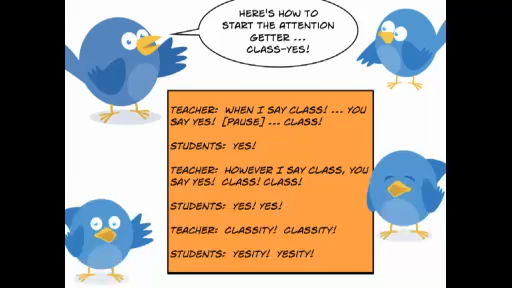 HERE'S HOW TO
START THE ATTENTION
GETTER ...
CLASS-YES!
TEACHER: WHEN I SAY CLASS! ... YOU
SAY YES! [PAUSE] ... CLASS!
STUDENTS: YES!
TEACHER: HOWEVER I SAY CLASS, YOU
SAY YES! CLASS! CLASS!
STUDENTS: YES! YES!
TEACHER: CLASSITY! CLASSITY!
STUDENTS: YESITY! YESITY!